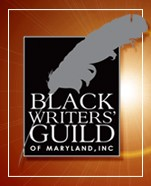 BLACK
WRITERS'
GUILD
OF MARYLAND, INC